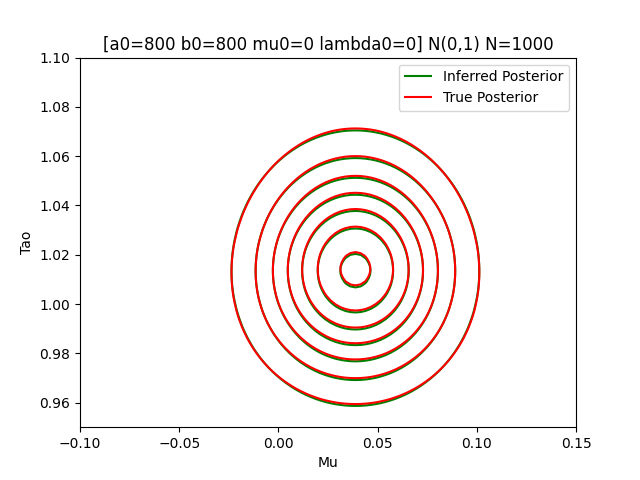 [a0=800 b0=800 mu0=0 lambda0=0] N(0,1) N=1000
Inferred Posterior
True Posterior
1.10
1.08
1.06
1.04
1.02
1.00
0.98
0.96
Tao
−0.10 −0.05 0.00 0.05 0.10 0.15
Mu